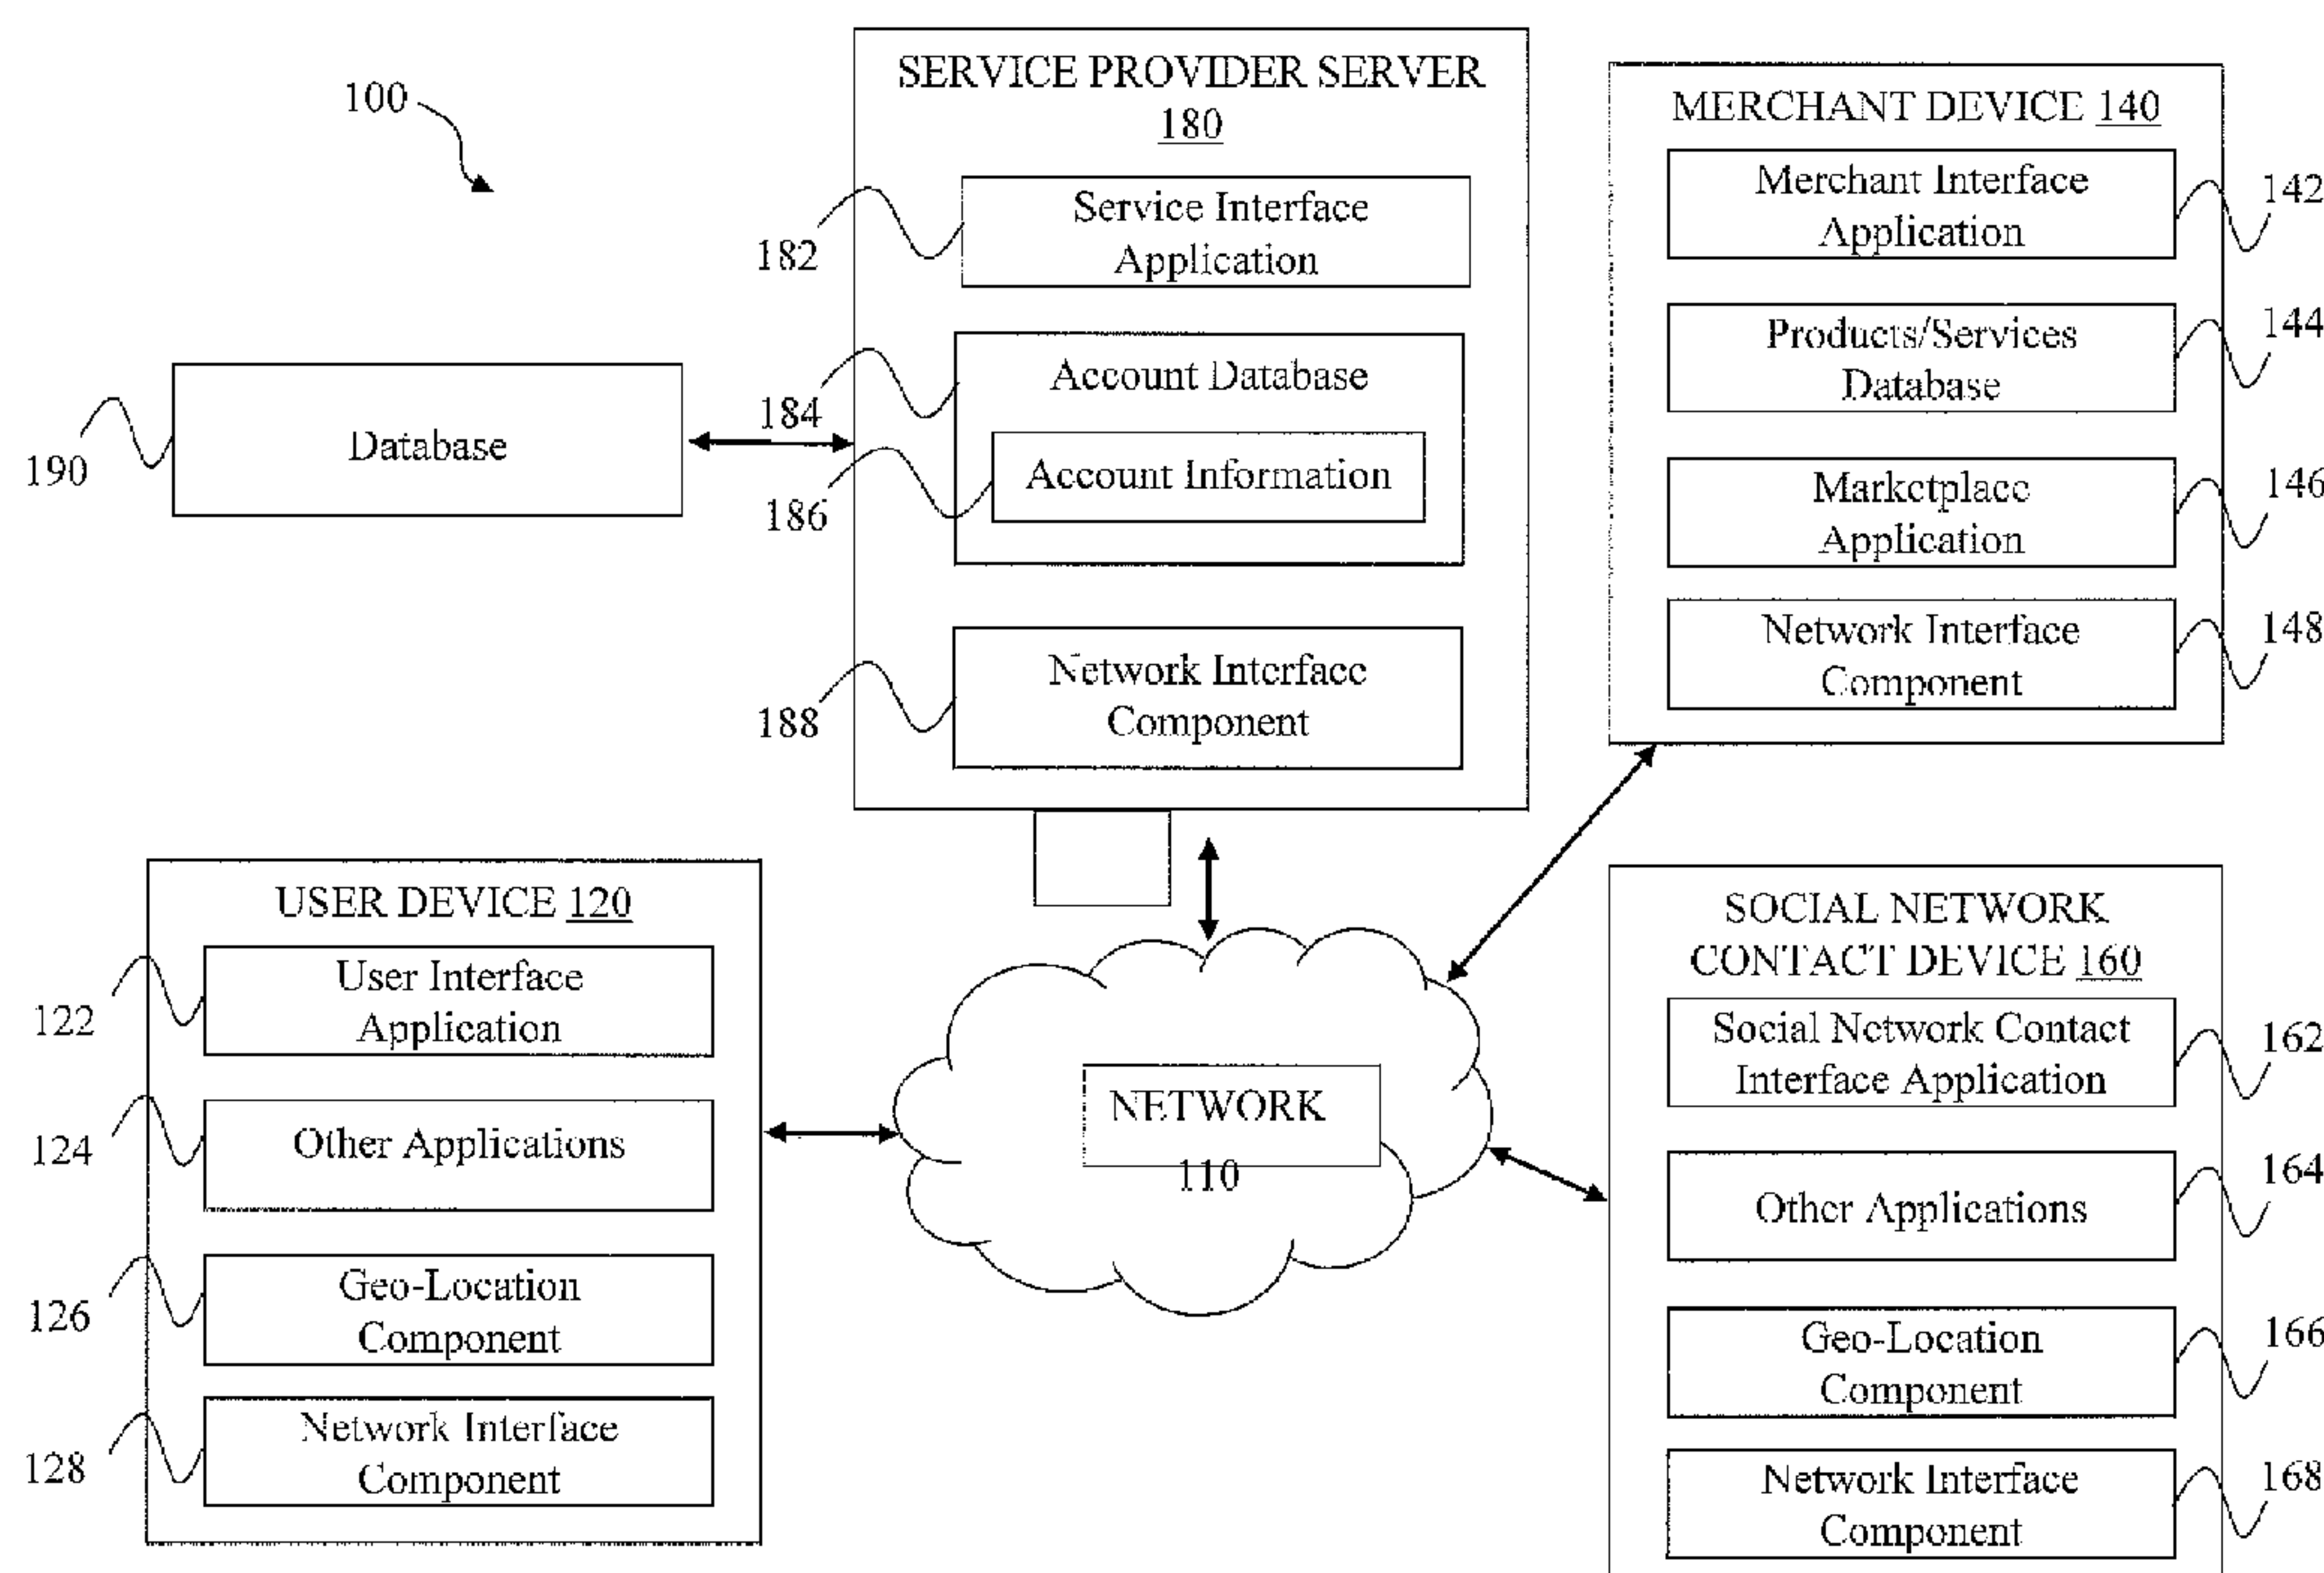 100
SERVICE PROVIDER SERVER
180
Service Interface
Application
182
Account Database
184
Account Information
186
Network Interface
Component
188
Database
190
MERCHANT DEVICE 140
Merchant Interface
Application
142
Products/Services
Database
144
Marketplace
Application
146
Network Interface
Component
148
USER DEVICE 120
User Interface
Application
122
Other Applications
124
Geo-Location
Component
126
Network Interface
Component
128
NETWORK
110
SOCIAL NETWORK
CONTACT DEVICE 160
Social Network Contact
Interface Application
162
Other Applications
164
Geo-Location
Component
166
Network Interface
Component
168